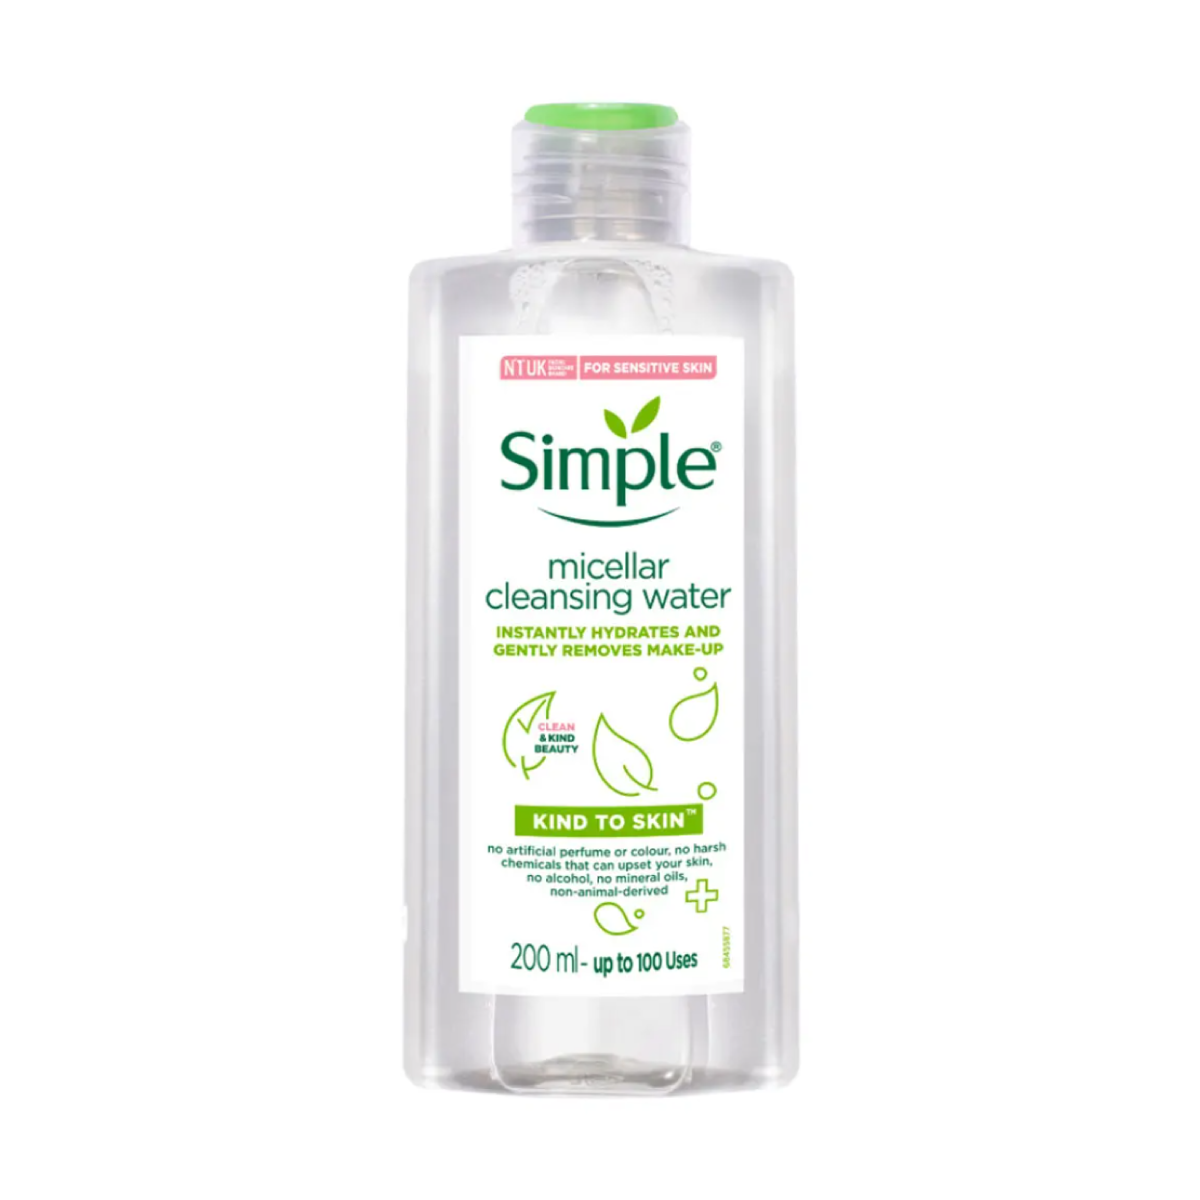 NTUK FOR SENSITIVE SKIN
Simple®
micellar
cleansing water
INSTANTLY HYDRATES AND
GENTLY REMOVES MAKE-UP
CLEAN
& KIND
BEAUTY
KIND TO SKIN™
no artificial perfume or colour, no harsh
chemicals that can upset your skin,
no alcohol, no mineral oils,
non-animal-derived
200 ml- up to 100 Uses